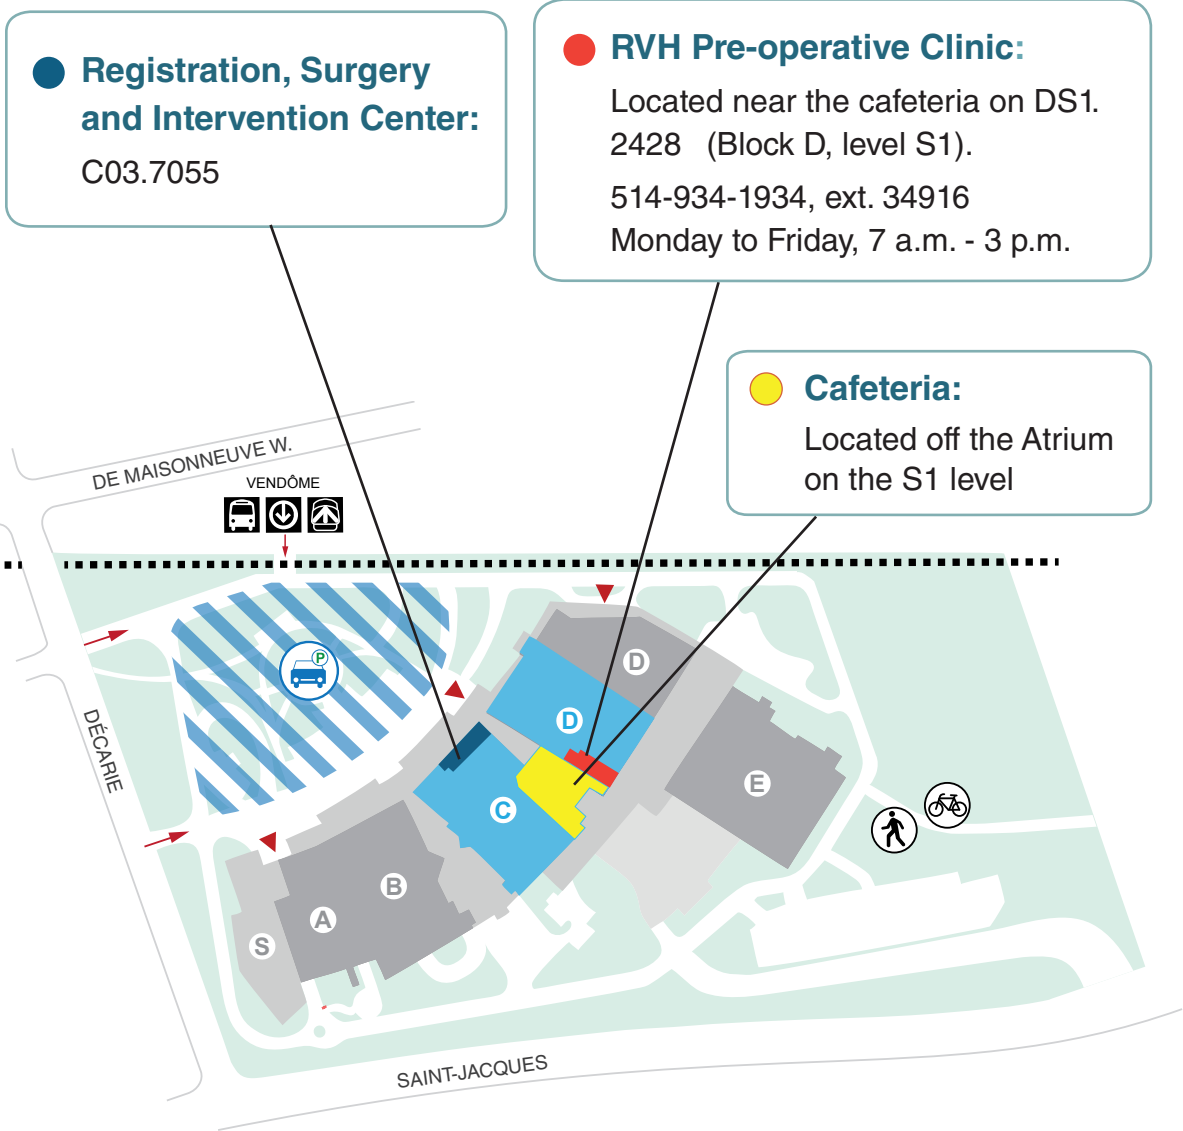 Registration, Surgery
and Intervention Center:
C03.7055
RVH Pre-operative Clinic:
Located near the cafeteria on DS1.
2428 (Block D, level S1).
514-934-1934, ext. 34916
Monday to Friday, 7 a.m. - 3 p.m.
Cafeteria:
Located off the Atrium
on the S1 level
DE MAISONNEUVE W.
VENDÔME
P
DÉCARIE
D
D
E
C
B
A
S
SAINT-JACQUES